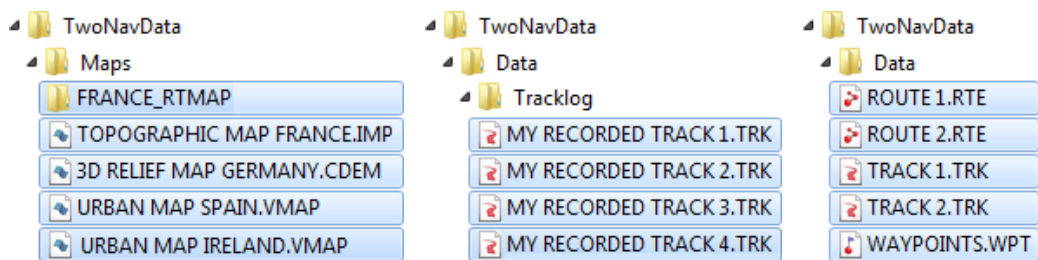 TwoNavData
Maps
FRANCE_RTMAP
TOPOGRAPHIC MAP FRANCE.IMP
3D RELIEF MAP GERMANY.CDEM
URBAN MAP SPAIN.VMAP
URBAN MAP IRELAND.VMAP
TwoNavData
Data
Tracklog
MY RECORDED TRACK 1.TRK
MY RECORDED TRACK 2.TRK
MY RECORDED TRACK 3.TRK
MY RECORDED TRACK 4.TRK
TwoNavData
Data
ROUTE 1.RTE
ROUTE 2.RTE
TRACK 1.TRK
TRACK 2.TRK
WAYPOINTS.WPT